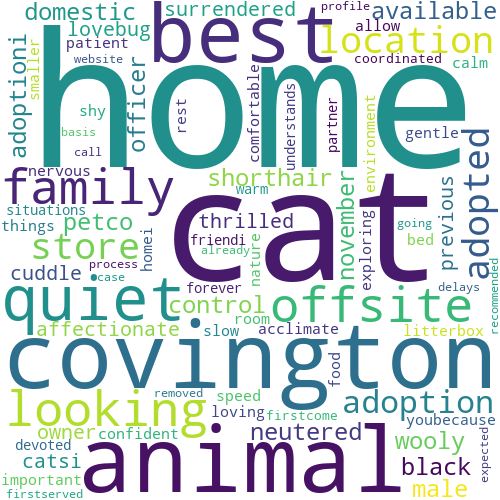 domestic surrendered profile available
lovebug best allow location
patient coordinated
website calm
smaller adoptioni officer home
shy rest comfortable understands partner environment gentle
basis call
nervous shorthair adopted
family warm cat
situations thrilled november exploring previous
things petco friendi going
store homei already bed
process nature
cuddle case forever delays recommended
quiet control room offsite
affectionate slow acclimate litterbox
covington
food
looking removed speed adoption
loving firstcome youbecause
owner confident neutered wooly
devoted animal
catsi black expected
important male
firstserved